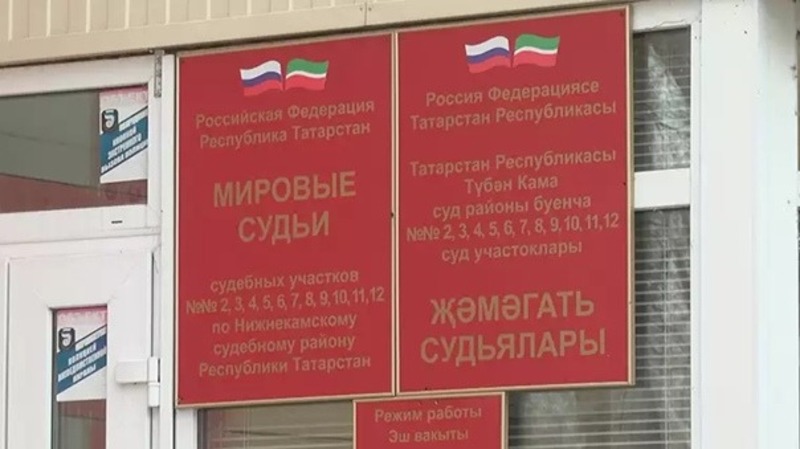 Российская Федерация
Республика Татарстан
МИРОВЫЕ
СУДЬИ
судебных участков
№№ 2, 3, 4, 5, 6, 7, 8, 9, 10, 11, 12
по Нижнекамскому
судебному району
Республики Татарстан
Россия Федерациясе
Татарстан Республикасы
Татарстан Республикасы
Түбән Кама
суд районы буенча
№№ 2, 3, 4, 5, 6, 7, 8, 9, 10, 11, 12
суд участоклары
ҖӘМӘГАТЬ
СУДЬЯЛАРЫ
Режим работы
Эш вакыты
ОБЪЕКТ